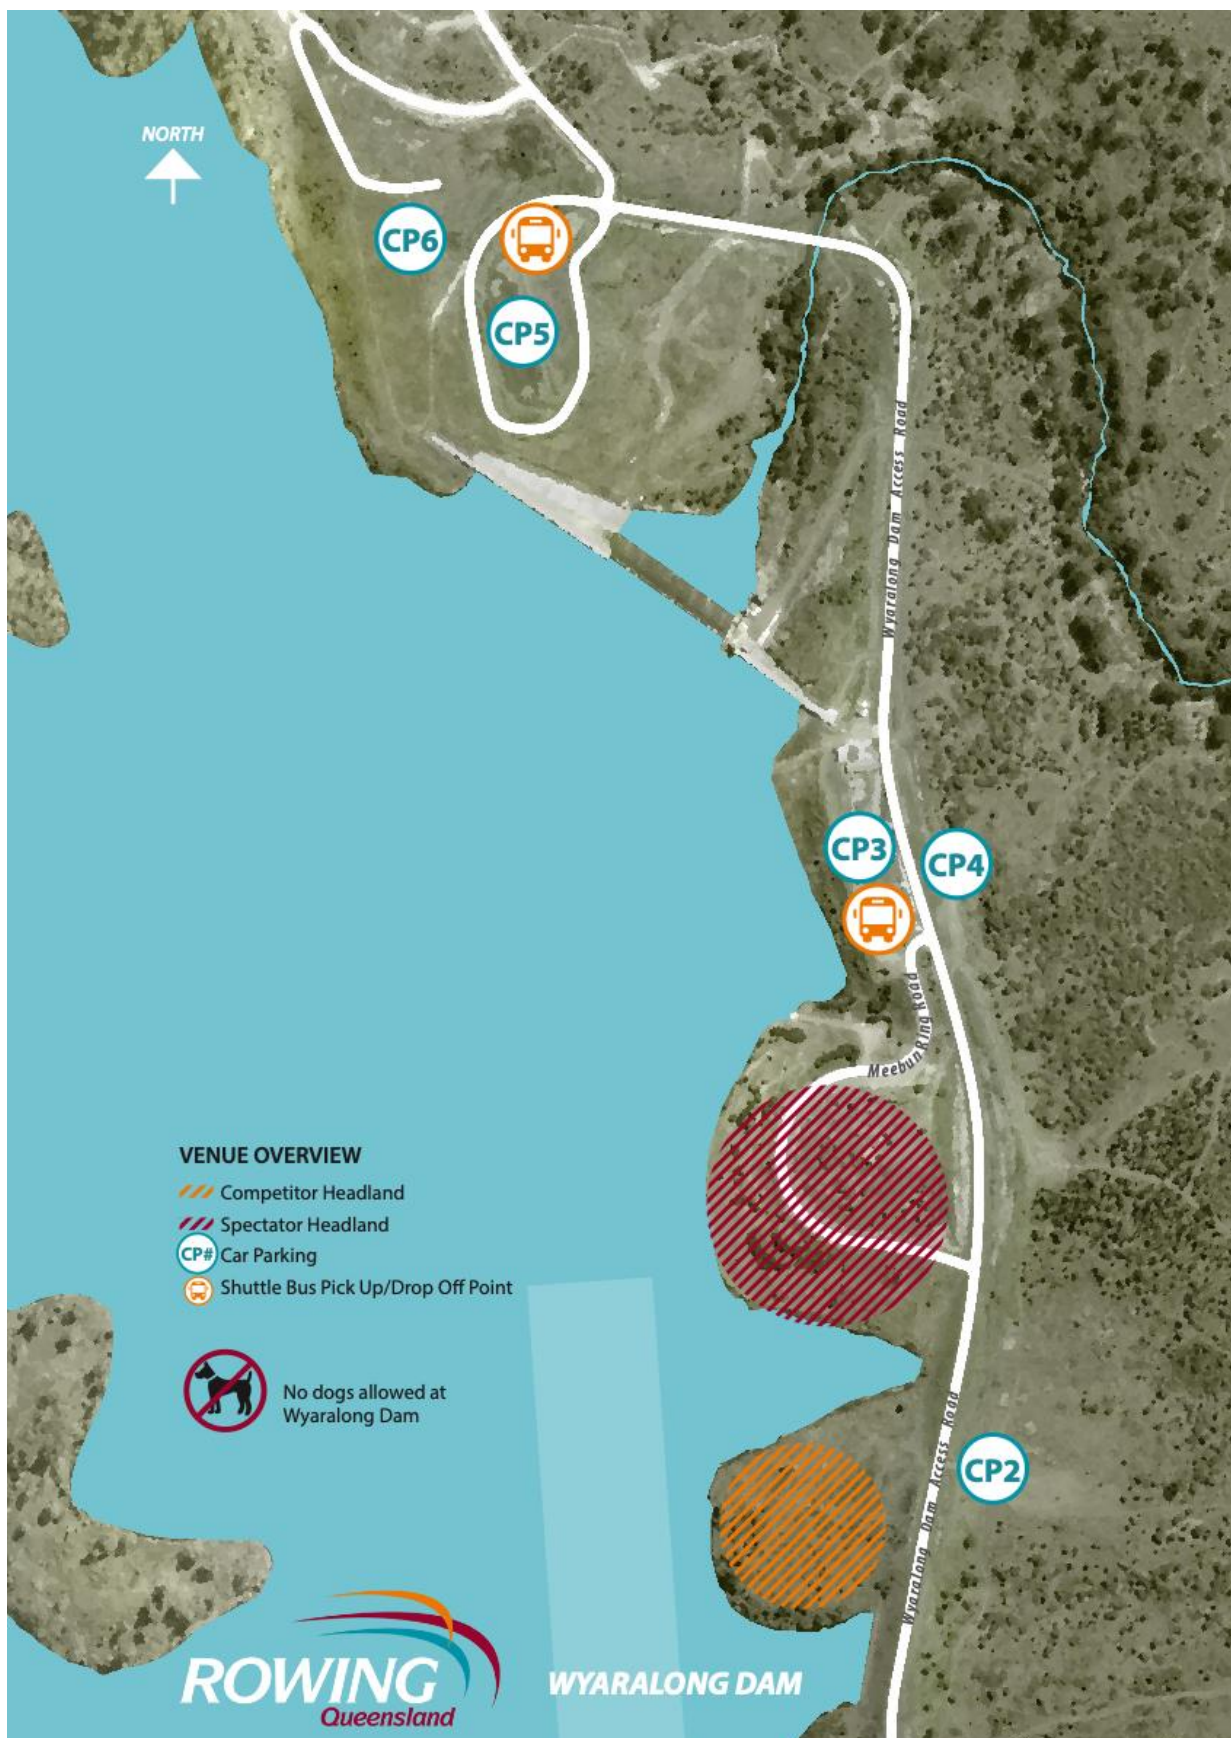 NORTH
CP6
CP5
Wyaralong Dam Access Road
CP3
CP4
Meebun Ring Road
VENUE OVERVIEW
Competitor Headland
Spectator Headland
CP# Car Parking
Shuttle Bus Pick Up/Drop Off Point
No dogs allowed at
Wyaralong Dam
Wyaralong Dam Access Road
CP2
ROWING
Queensland
WYARALONG DAM